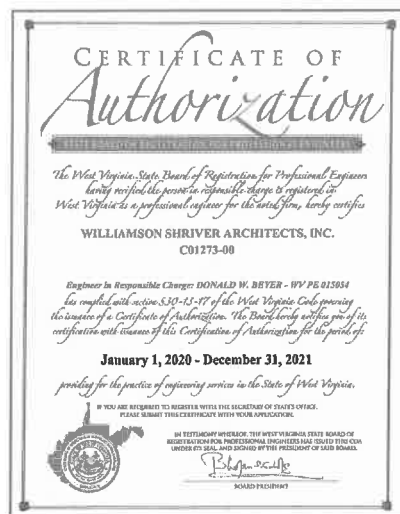 CERTIFICATE OF
Authorization
The West Virginia State Board of Registration for Professional Engineers
having verified the person in responsible charge is registered in
West Virginia as a professional engineer for the noted firm, hereby certifies
WILLIAMSON SHRIVER ARCHITECTS, INC.
C01273-00
Engineer in Responsible Charge: DONALD W. BEYER - WV PE 015054
has complied with section §30-13-17 of the West Virginia Code governing
the issuance of a Certificate of Authorization. The Board hereby notifies you of its
certification with issuance of this Certification of Authorization for the period of:
January 1, 2020 - December 31, 2021
providing for the practice of engineering services in the State of West Virginia.
IF YOU ARE REQUIRED TO REGISTER WITH THE SECRETARY OF STATE'S OFFICE,
PLEASE SUBMIT THIS CERTIFICATE WITH YOUR APPLICATION.
IN TESTIMONY WHEREOF, THE WEST VIRGINIA STATE BOARD OF
REGISTRATION FOR PROFESSIONAL ENGINEERS HAS ISSUED THIS COA
UNDER ITS SEAL, AND SIGNED BY THE PRESIDENT OF SAID BOARD.
BOARD PRESIDENT